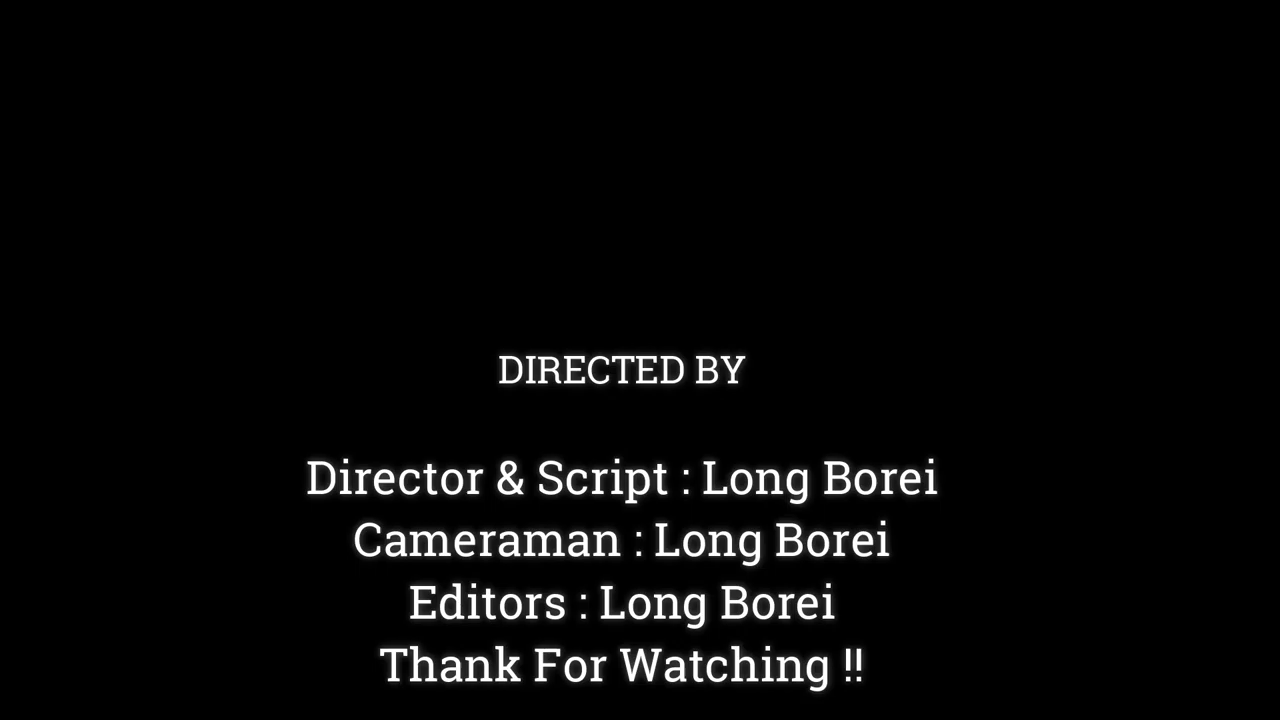 DIRECTED BY
Director & Script : Long Borei
Cameraman : Long Borei
Editors : Long Borei
Thank For Watching !!